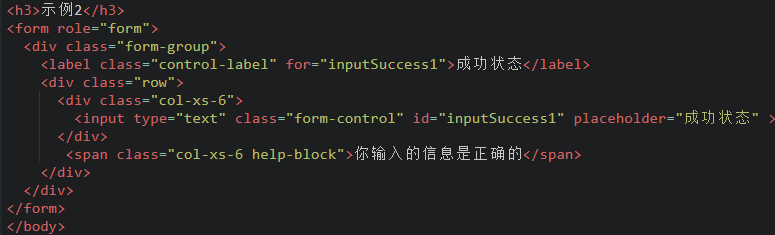 <h3>示例2</h3>
<form role="form">
<div class="form-group">
<label class="control-label" for="inputSuccess1">成功状态</label>
<div class="row">
<div class="col-xs-6">
<input type="text" class="form-control" id="inputSuccess1" placeholder="成功状态" >
</div>
<span class="col-xs-6 help-block">你输入的信息是正确的</span>
</div>
</div>
</form>
</body>